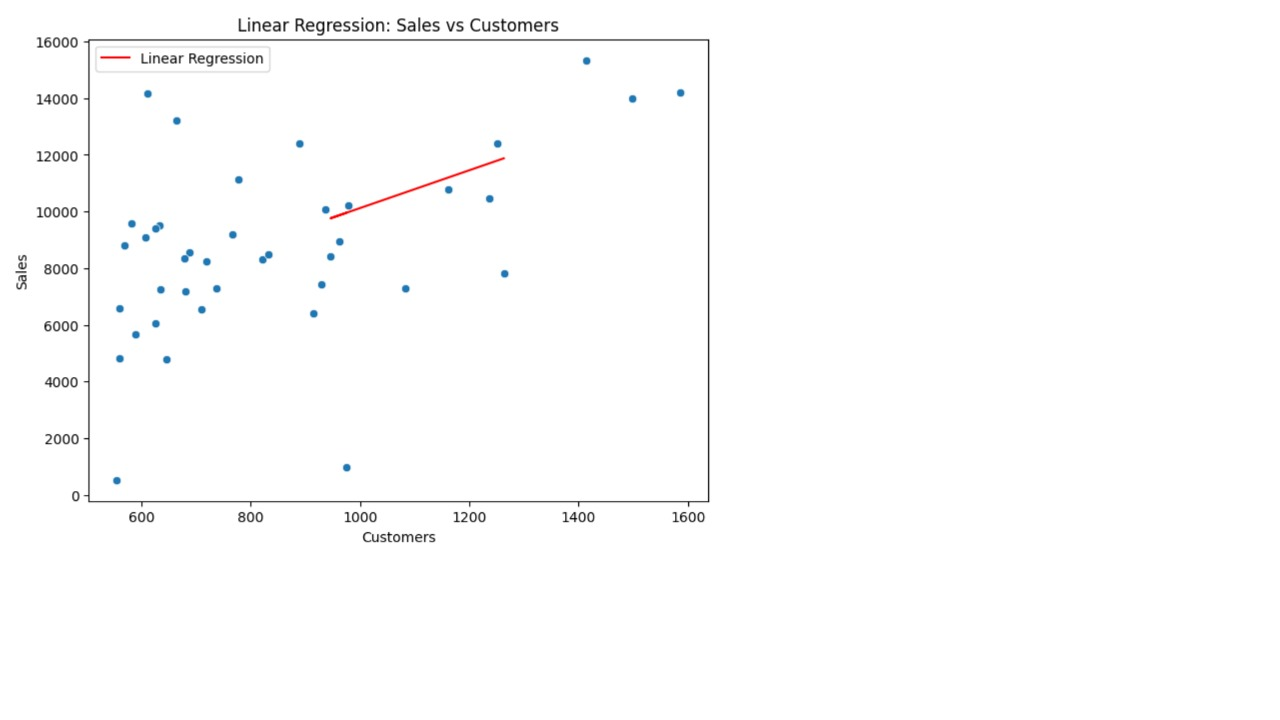 Linear Regression: Sales vs Customers
Linear Regression
16000
14000
12000
10000
8000
6000
4000
2000
0
Sales
600 800 1000 1200 1400 1600
Customers